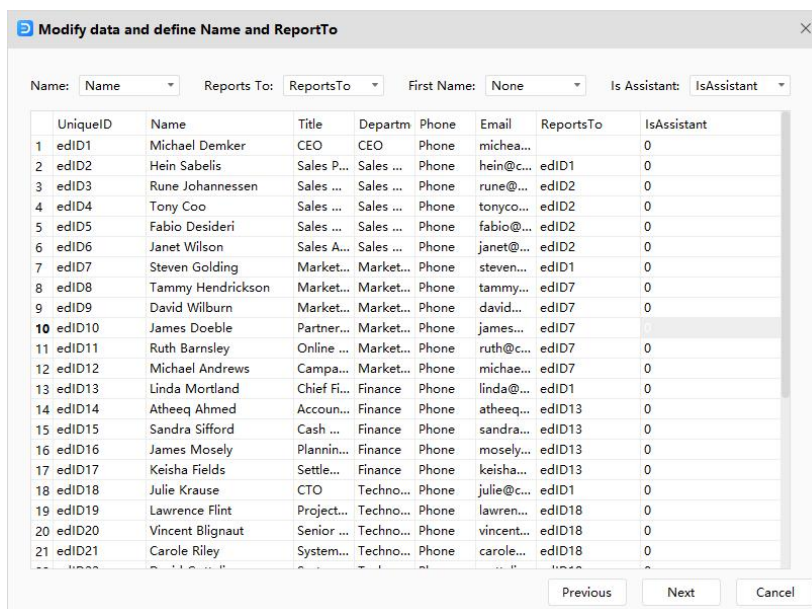 Modify data and define Name and ReportTo
Name: Name Reports To: ReportsTo First Name: None Is Assistant: IsAssistant
UniqueID Name Title Departm Phone Email ReportsTo IsAssistant
1 edID1 Michael Demker CEO CEO Phone michea... 0
2 edID2 Hein Sabelis Sales P... Sales ... Phone hein@c... edID1 0
3 edID3 Rune Johannessen Sales ... Sales ... Phone rune@... edID2 0
4 edID4 Tony Coo Sales ... Sales ... Phone tonyco... edID2 0
5 edID5 Fabio Desideri Sales ... Sales ... Phone fabio@... edID2 0
6 edID6 Janet Wilson Sales A... Sales ... Phone janet@... edID2 0
7 edID7 Steven Golding Market... Market... Phone steven... edID1 0
8 edID8 Tammy Hendrickson Market... Market... Phone tammy... edID7 0
9 edID9 David Wilburn Market... Market... Phone david... edID7 0
10 edID10 James Doeble Partner... Market... Phone james... edID7 0
11 edID11 Ruth Barnsley Online ... Market... Phone ruth@c... edID7 0
12 edID12 Michael Andrews Campa... Market... Phone michae... edID7 0
13 edID13 Linda Mortland Chief Fi... Finance Phone linda@... edID1 0
14 edID14 Atheeq Ahmed Accoun... Finance Phone atheeq... edID13 0
15 edID15 Sandra Sifford Cash ... Finance Phone sandra... edID13 0
16 edID16 James Mosely Plannin... Finance Phone mosely... edID13 0
17 edID17 Keisha Fields Settle... Finance Phone keisha... edID13 0
18 edID18 Julie Krause CTO Techno... Phone julie@c... edID1 0
19 edID19 Lawrence Flint Project... Techno... Phone lawren... edID18 0
20 edID20 Vincent Blignaut Senior ... Techno... Phone vincent... edID18 0
21 edID21 Carole Riley System... Techno... Phone carole... edID18 0
Previous Next Cancel